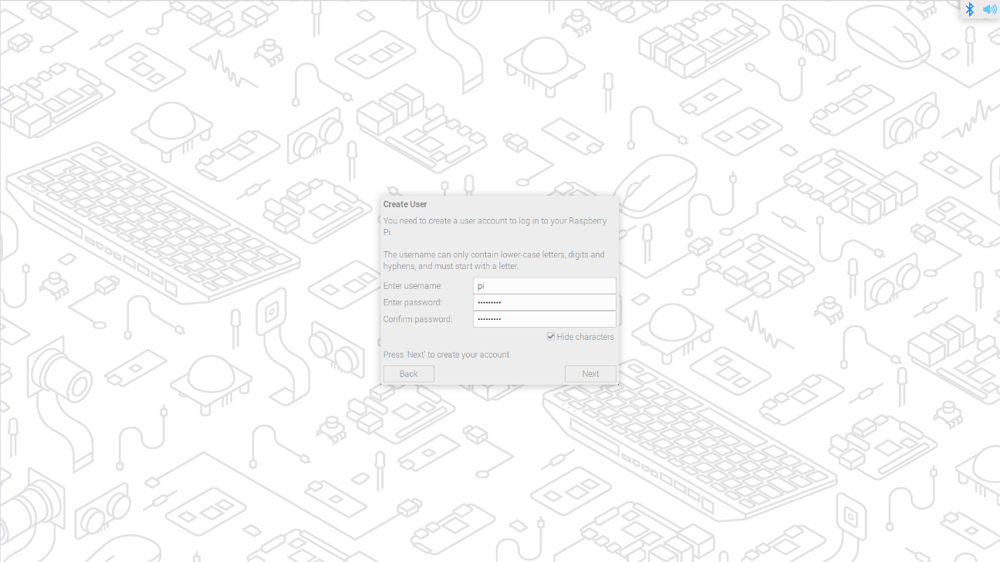 Create User
You need to create a user account to log in to your Raspberry
Pi.
The username can only contain lower-case letters, digits and
hyphens, and must start with a letter.
Enter username: pi
Enter password: •••••••••
Confirm password: •••••••••
Hide characters
Press 'Next' to create your account.
Back Next